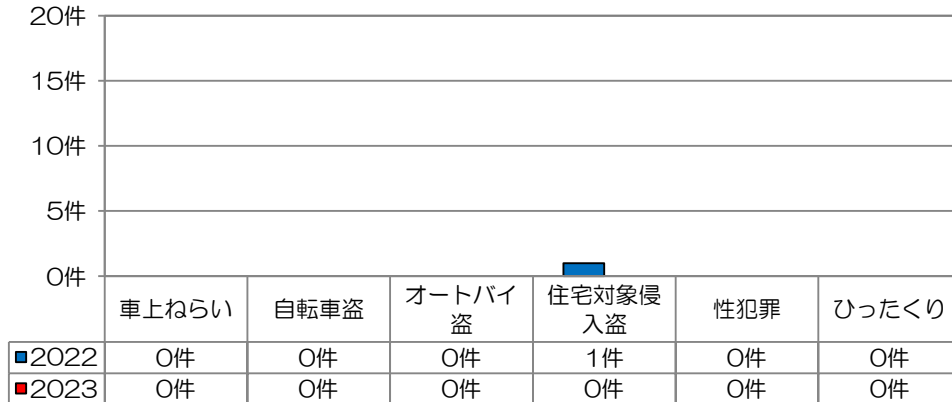 20件
15件
10件
5件
0件
車上ねらい 自転車盗 オートバイ盗 住宅対象侵入盗 性犯罪 ひったくり
2022 0件 0件 0件 1件 0件 0件
2023 0件 0件 0件 0件 0件 0件